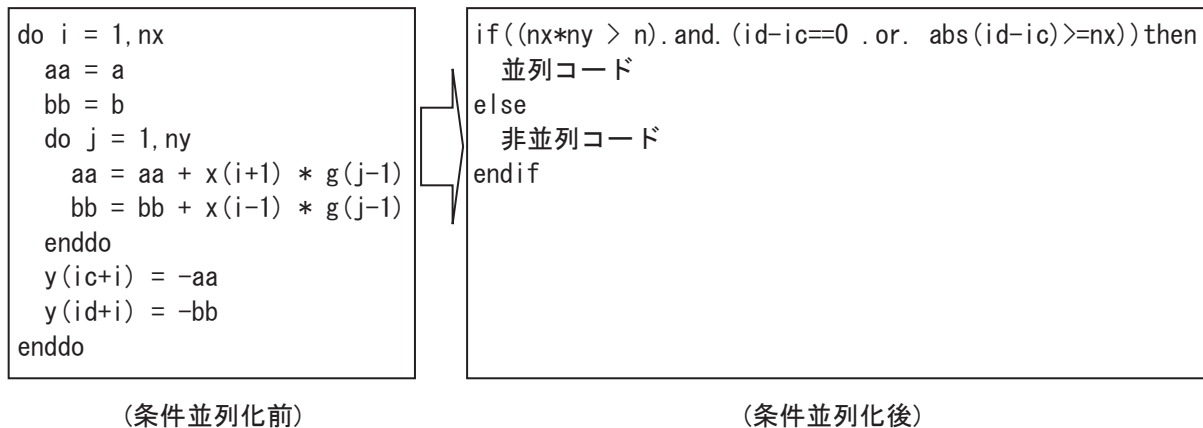 do i = 1,nx
  aa = a
  bb = b
  do j = 1,ny
    aa = aa + x(i+1) * g(j-1)
    bb = bb + x(i-1) * g(j-1)
  enddo
  y(ic+i) = -aa
  y(id+i) = -bb
enddo
if((nx*ny > n).and.(id-ic==0 .or. abs(id-ic)>=nx))then
  並列コード
else
  非並列コード
endif
(条件並列化前)
(条件並列化後)